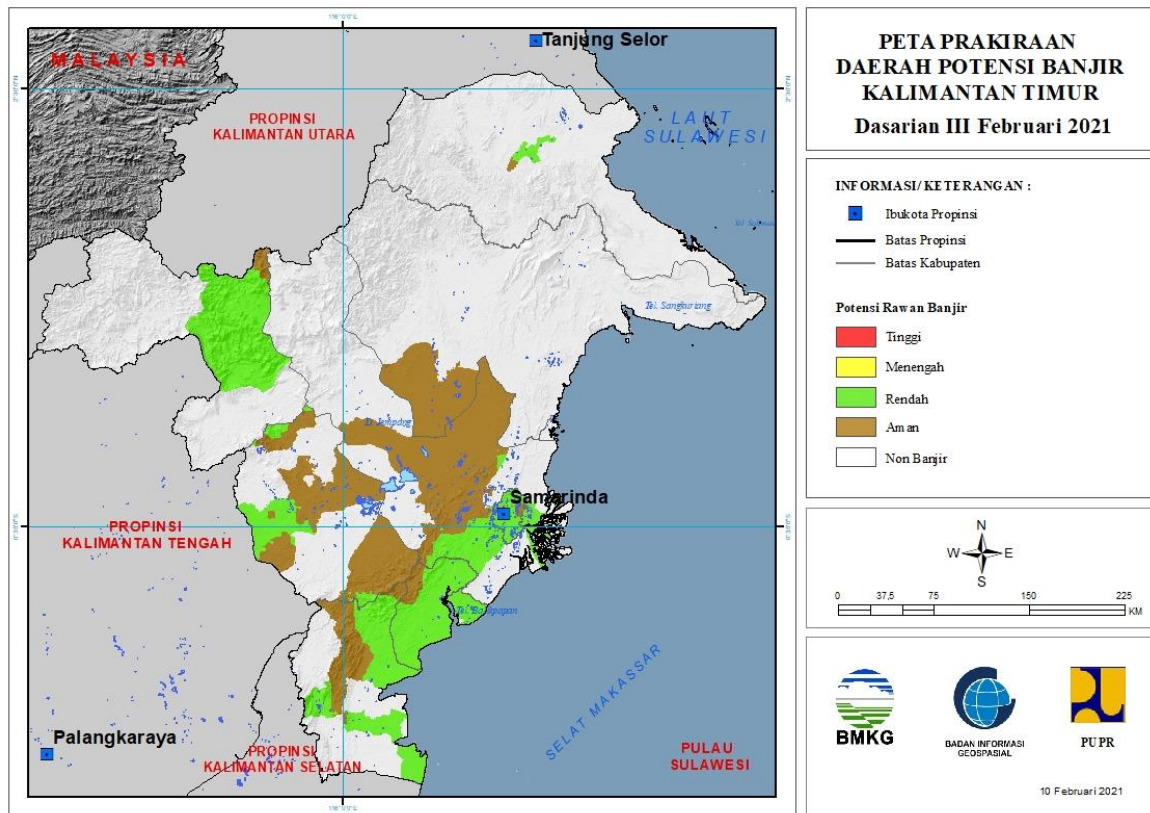 Tanjung Selor
MALAYSIA
PROPINSI
KALIMANTAN UTARA
LAUT
SULAWESI
Tel. Sangkuriang
Samarinda
PROPINSI
KALIMANTAN TENGAH
SELAT MAKASSAR
Palangkaraya
PROPINSI
KALIMANTAN SELATAN
PULAU
SULAWESI
PETA PRAKIRAAN
DAERAH POTENSI BANJIR
KALIMANTAN TIMUR
Dasarian III Februari 2021
INFORMASI/ KETERANGAN :
Ibukota Propinsi
Batas Propinsi
Batas Kabupaten
Potensi Rawan Banjir
Tinggi
Menengah
Rendah
Aman
Non Banjir
N
W E
S
0 37,5 75 150 225
KM
BMKG
BADAN INFORMASI
GEOSPASIAL
PUPR
10 Februari 2021